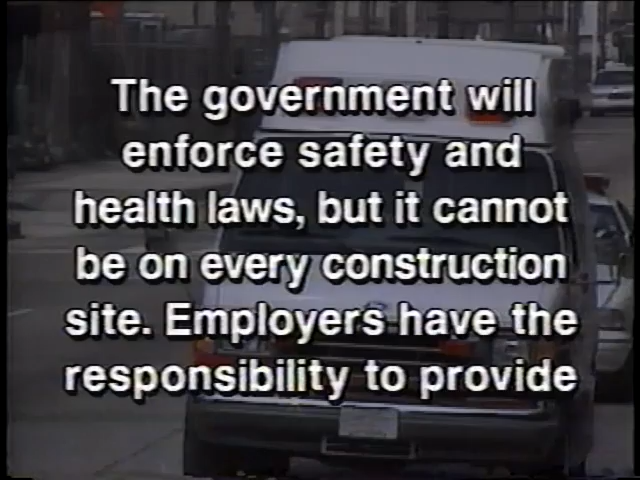 The government will
enforce safety and
health laws, but it cannot
be on every construction
site. Employers have the
responsibility to provide